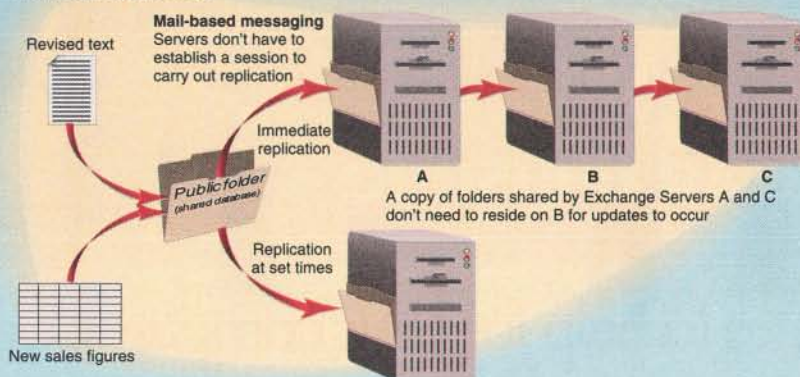 Mail-based messaging
Servers don't have to
establish a session to
carry out replication
Revised text
Immediate
replication
Public folder
(shared database)
A
B
C
A copy of folders shared by Exchange Servers A and C
don't need to reside on B for updates to occur
Replication
at set times
New sales figures